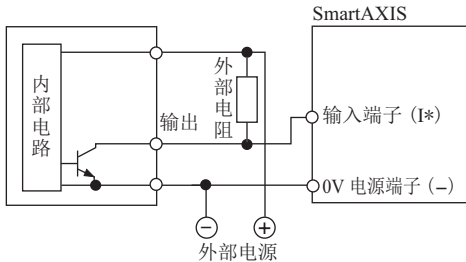 SmartAXIS
内部电路
外部电阻
输出
输入端子 (I*)
0V 电源端子 (−)
− +
外部电源